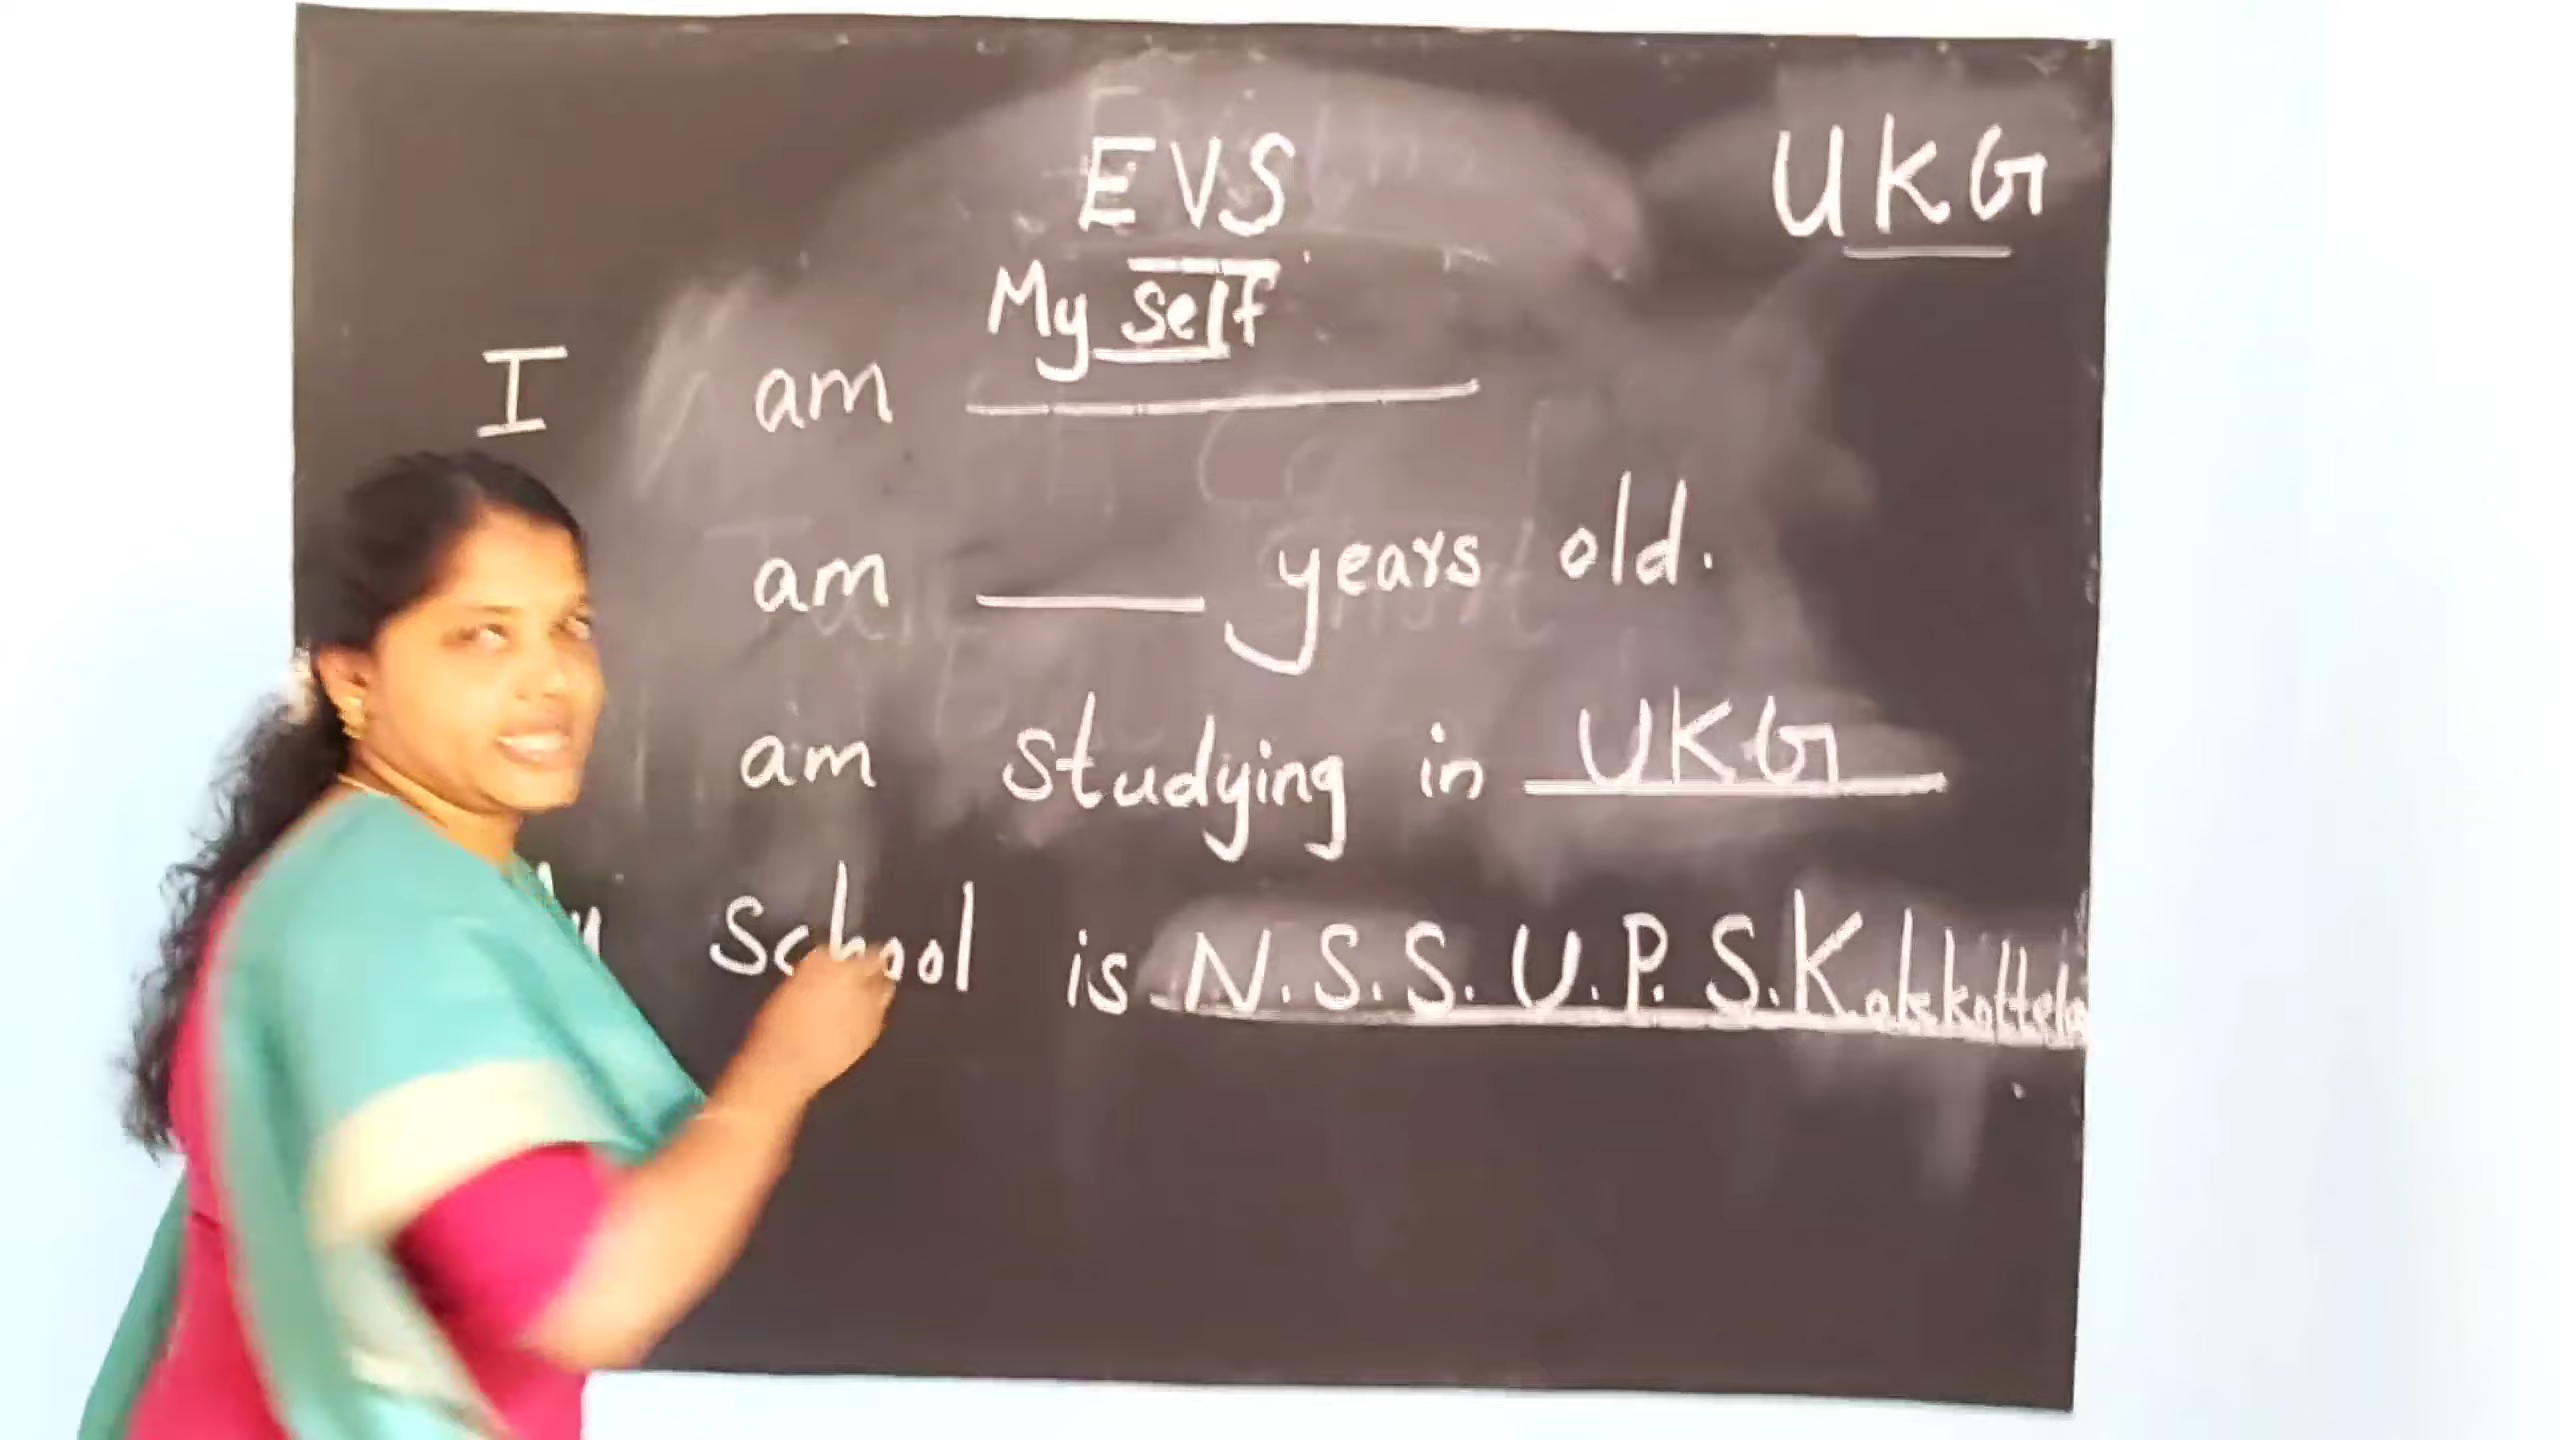 EVS
UKG
My self
I am
am years old.
am studying in UKG
School is N.S.S. U.P. S.